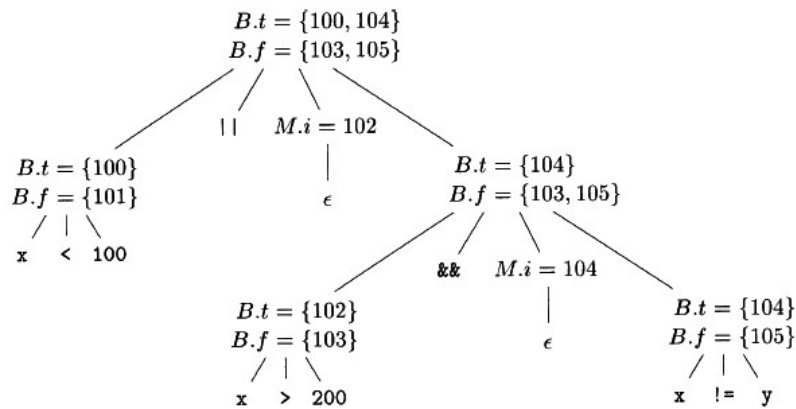 B.t = {100, 104}
B.f = {103, 105}
|| M.i = 102
B.t = {100}
B.f = {101}
ϵ
B.t = {104}
B.f = {103, 105}
x < 100
&& M.i = 104
B.t = {102}
B.f = {103}
ϵ
B.t = {104}
B.f = {105}
x > 200
x != y